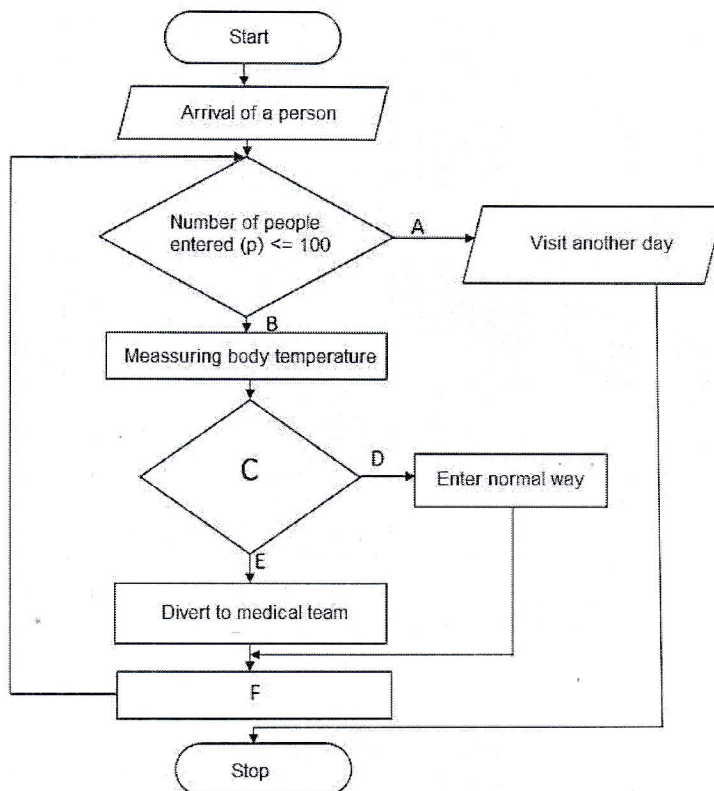 Start
Arrival of a person
Number of people
entered (p) <= 100
A
Visit another day
B
Meassuring body temperature
C
D
Enter normal way
E
Divert to medical team
F
Stop